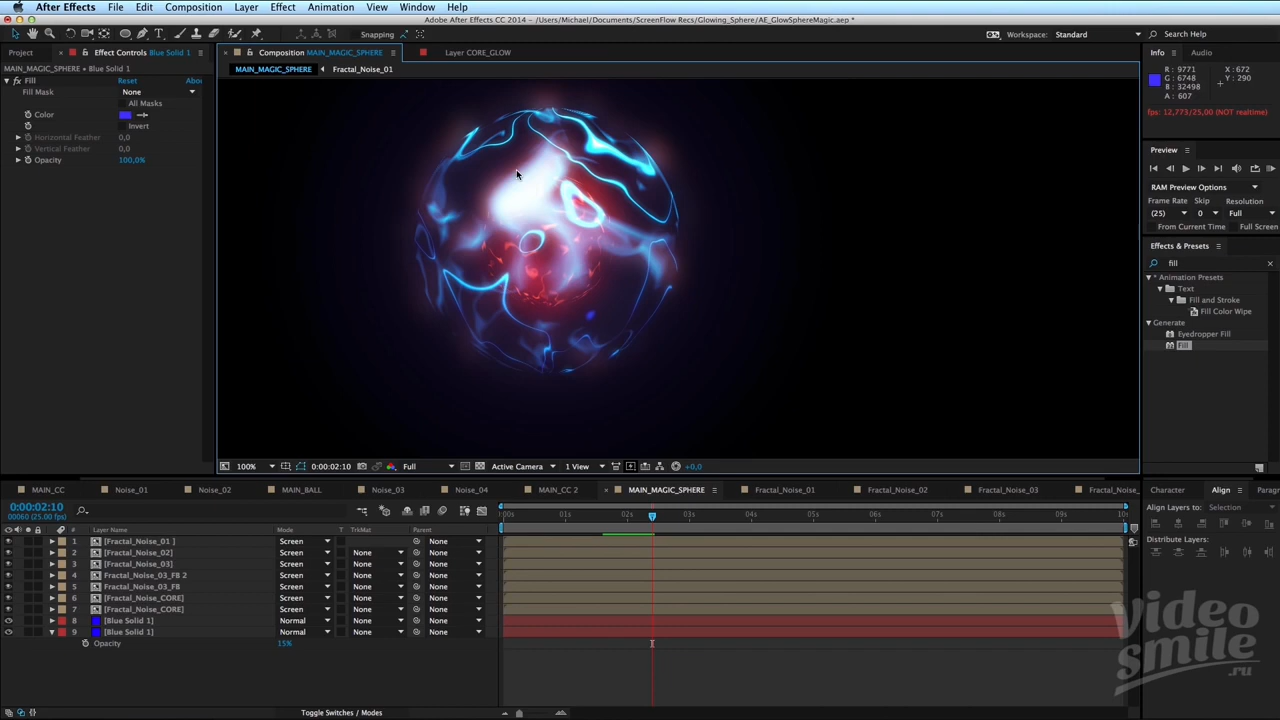 After Effects File Edit Composition Layer Effect Animation View Window Help
Adobe After Effects CC 2014 - /Users/Michael/Documents/ScreenFlow Recs/Glowing_Sphere/AE_GlowSphereMagic.aep *
Snapping
Workspace: Standard Search Help
Project × Effect Controls Blue Solid 1
MAIN_MAGIC_SPHERE • Blue Solid 1
fx Fill Reset Abou
Fill Mask None
All Masks
Color
Invert
Horizontal Feather 0,0
Vertical Feather 0,0
Opacity 100,0%
× Composition MAIN_MAGIC_SPHERE Layer CORE_GLOW
MAIN_MAGIC_SPHERE Fractal_Noise_01
100% 0:00:02:10 Full Active Camera 1 View +0,0
Info Audio
R : 9771 X : 672
G : 6748 Y : 290
B : 32498
A : 607
fps: 12,773/25,00 (NOT realtime)
Preview
RAM Preview Options
Frame Rate Skip Resolution
(25) 0 Full
From Current Time Full Screen
Effects & Presets
fill ×
* Animation Presets
Text
Fill and Stroke
Fill Color Wipe
Generate
Eyedropper Fill
Fill
MAIN_CC Noise_01 Noise_02 MAIN_BALL Noise_03 Noise_04 MAIN_CC 2 × MAIN_MAGIC_SPHERE Fractal_Noise_01 Fractal_Noise_02 Fractal_Noise_03 Fractal_Noise_
0:00:02:10
00060 (25.00 fps)
:00s 01s 02s 03s 04s 05s 06s 07s 08s 09s 10s
# Layer Name Mode T TrkMat Parent
1 [Fractal_Noise_01 ] Screen None
2 [Fractal_Noise_02] Screen None None
3 [Fractal_Noise_03] Screen None None
4 Fractal_Noise_03_FB 2 Screen None None
5 Fractal_Noise_03_FB Screen None None
6 [Fractal_Noise_CORE] Screen None None
7 [Fractal_Noise_CORE] Screen None None
8 [Blue Solid 1] Normal None None
9 [Blue Solid 1] Normal None None
Opacity 15%
Toggle Switches / Modes
Character Align Paragr
Align Layers to: Selection
Distribute Layers:
video
smile
.ru